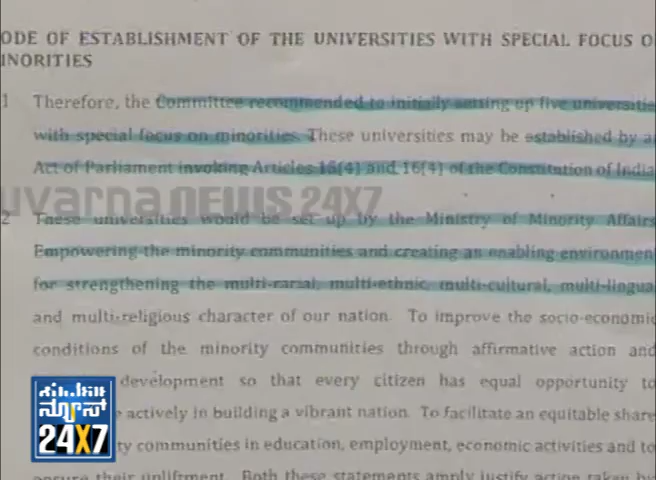 ODE OF ESTABLISHMENT OF THE UNIVERSITIES WITH SPECIAL FOCUS O
INORITIES
1 Therefore, the Committee recommended to initially setting up five universitie
with special focus on minorities. These universities may be established by a
Act of Parliament invoking Articles 15(4) and 16(4) of the Constitution of India
uvarna NEWS 24X7
2 These universities would be set up by the Ministry of Minority Affairs
Empowering the minority communities and creating an enabling environmen
for strengthening the multi-racial, multi-ethnic, multi-cultural, multi-lingua
and multi-religious character of our nation. To improve the socio-economic
conditions of the minority communities through affirmative action and
development so that every citizen has equal opportunity to
e actively in building a vibrant nation. To facilitate an equitable share
ty communities in education, employment, economic activities and to
ensure their upliftment. Both these statements amply justify action taken by
ಸುವರ್ಣ
ನ್ಯೂಸ್
24X7